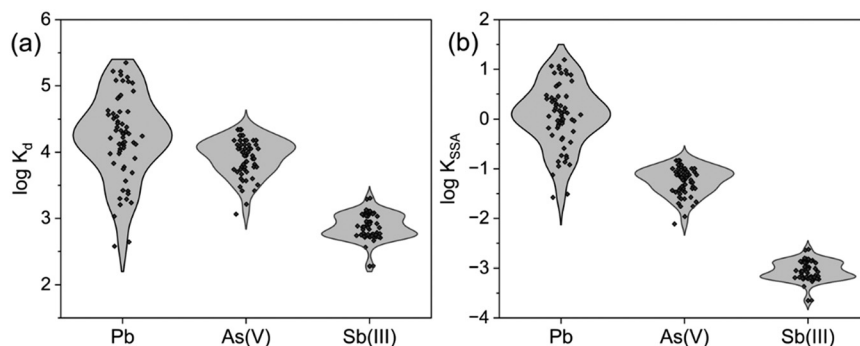 (a)
log K_d
6
5
4
3
2
Pb As(V) Sb(III)
(b)
log K_SSA
2
1
0
−1
−2
−3
−4
Pb As(V) Sb(III)